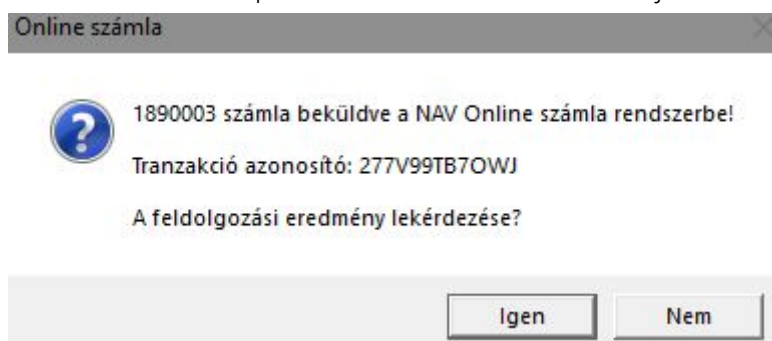 Online számla
1890003 számla beküldve a NAV Online számla rendszerbe!
Tranzakció azonosító: 277V99TB7OWJ
A feldolgozási eredmény lekérdezése?
Igen
Nem